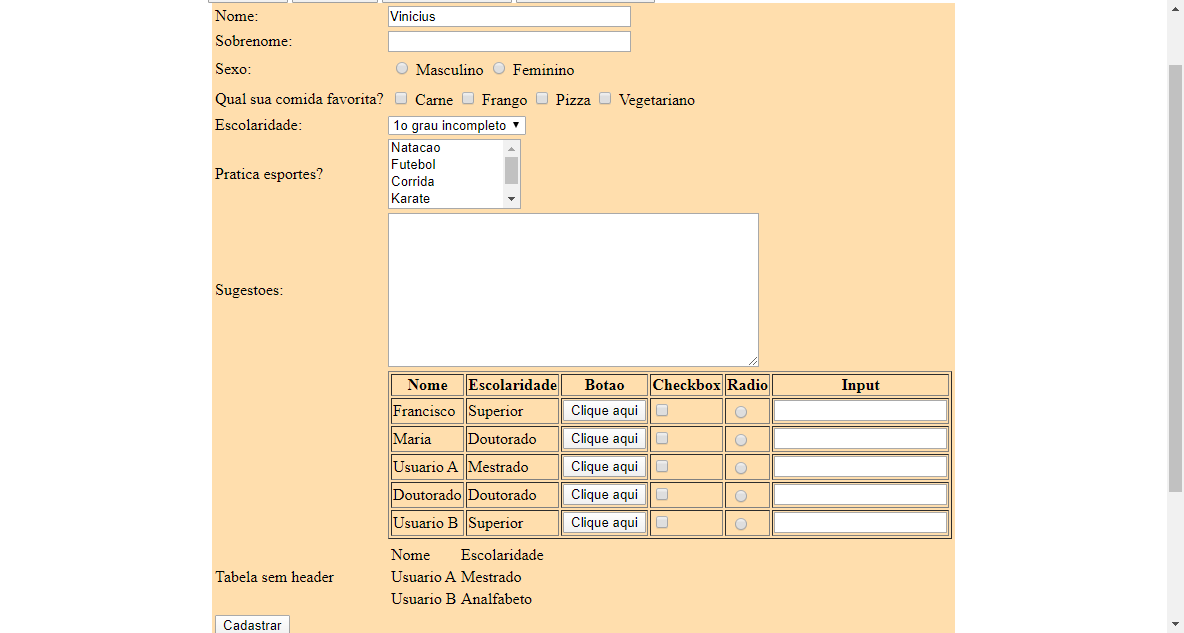 Nome: Vinicius
Sobrenome:
Sexo: Masculino Feminino
Qual sua comida favorita? Carne Frango Pizza Vegetariano
Escolaridade: 1o grau incompleto
Natacao
Futebol
Pratica esportes?
Corrida
Karate
Sugestoes:
Nome Escolaridade Botao Checkbox Radio Input
Francisco Superior Clique aqui
Maria Doutorado Clique aqui
Usuario A Mestrado Clique aqui
Doutorado Doutorado Clique aqui
Usuario B Superior Clique aqui
Nome Escolaridade
Tabela sem header Usuario A Mestrado
Usuario B Analfabeto
Cadastrar